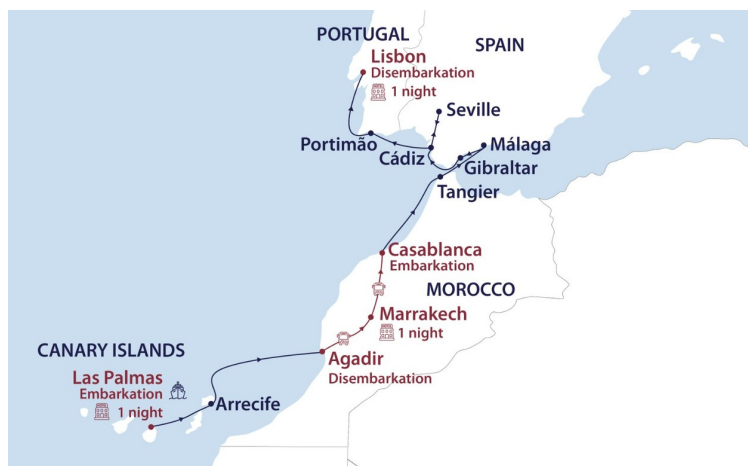 PORTUGAL
SPAIN
Lisbon
Disembarkation
1 night
Seville
Portimão
Cádiz
Málaga
Gibraltar
Tangier
Casablanca
Embarkation
MOROCCO
Marrakech
1 night
CANARY ISLANDS
Agadir
Disembarkation
Las Palmas
Embarkation
1 night
Arrecife